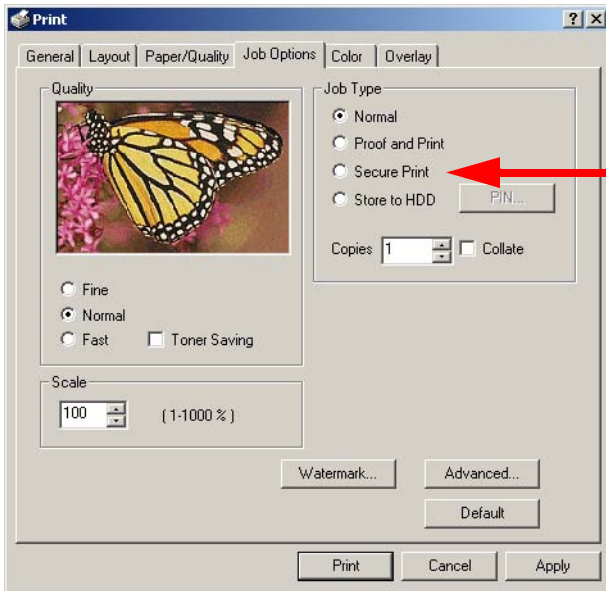 Print
General Layout Paper/Quality Job Options Color Overlay
Quality
Job Type
Normal
Proof and Print
Secure Print
Store to HDD PIN...
Copies 1 Collate
Fine
Normal
Fast Toner Saving
Scale
100 (1-1000 %)
Watermark... Advanced...
Default
Print Cancel Apply